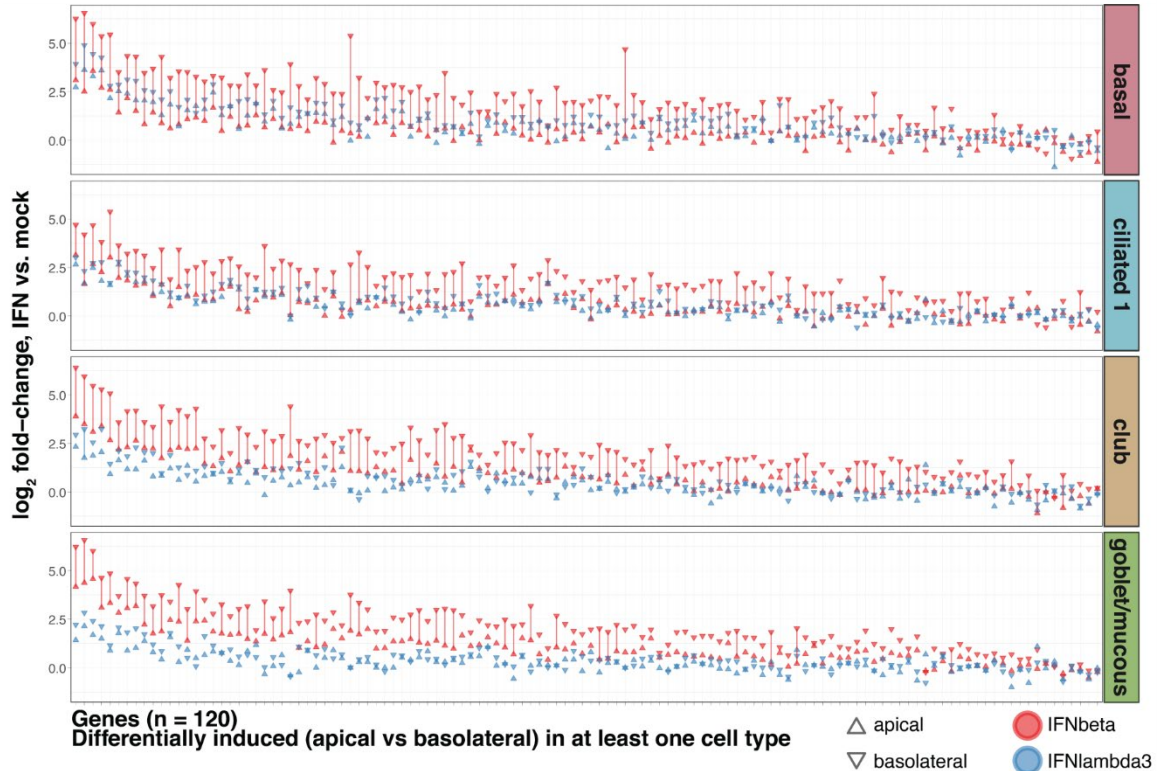 log2 fold−change, IFN vs. mock
5.0
2.5
0.0
basal
5.0
2.5
0.0
ciliated 1
5.0
2.5
0.0
club
5.0
2.5
0.0
goblet/mucous
Genes (n = 120)
Differentially induced (apical vs basolateral) in at least one cell type
apical
basolateral
IFNbeta
IFNlambda3